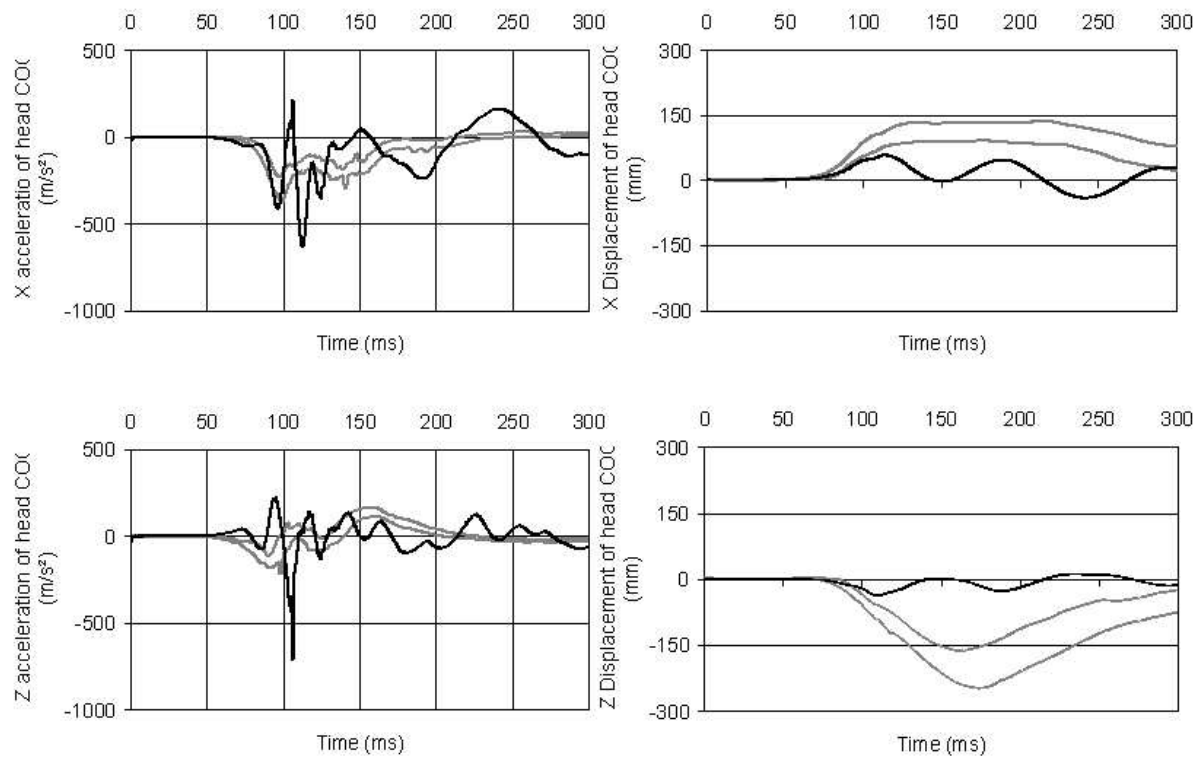 0 50 100 150 200 250 300
500
0
-500
-1000
X acceleratio of head COC
(m/s²)
Time (ms)
0 50 100 150 200 250 300
300
150
0
-150
-300
X Displacement of head COC
(mm)
Time (ms)
0 50 100 150 200 250 300
500
0
-500
-1000
Z acceleration of head COC
(m/s²)
Time (ms)
0 50 100 150 200 250 300
300
150
0
-150
-300
Z Displacement of head COC
(mm)
Time (ms)